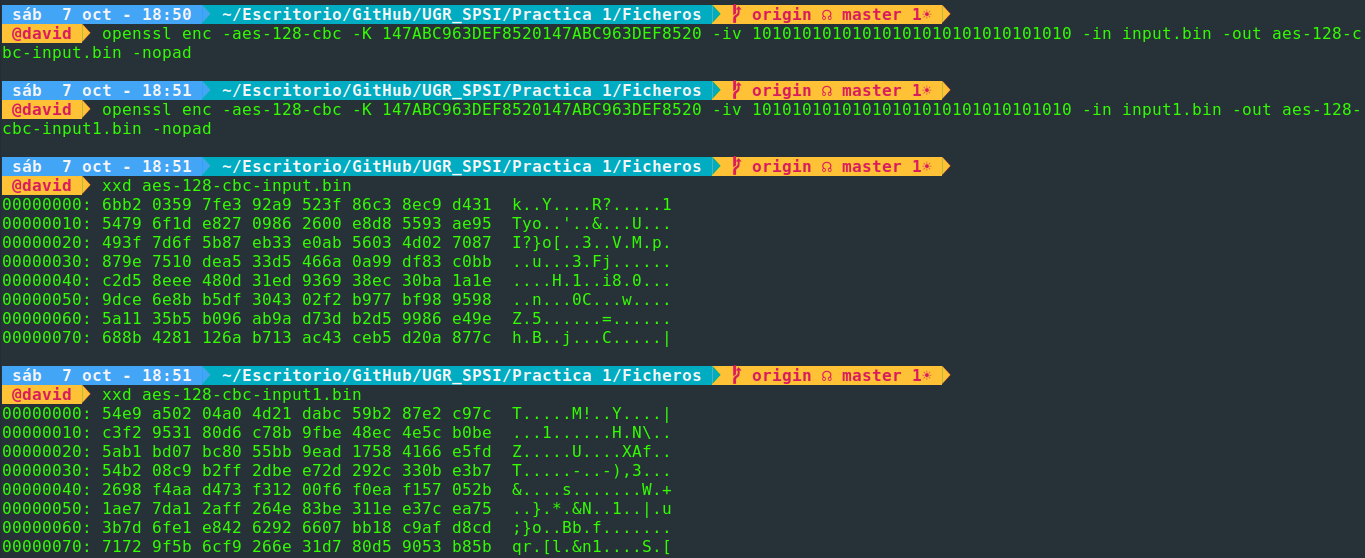 sáb  7 oct - 18:50  ~/Escritorio/GitHub/UGR_SPSI/Practica 1/Ficheros  origin ☊ master 1☀
@david  openssl enc -aes-128-cbc -K 147ABC963DEF8520147ABC963DEF8520 -iv 10101010101010101010101010101010 -in input.bin -out aes-128-c
bc-input.bin -nopad
sáb  7 oct - 18:51  ~/Escritorio/GitHub/UGR_SPSI/Practica 1/Ficheros  origin ☊ master 1☀
@david  openssl enc -aes-128-cbc -K 147ABC963DEF8520147ABC963DEF8520 -iv 10101010101010101010101010101010 -in input1.bin -out aes-128-
cbc-input1.bin -nopad
sáb  7 oct - 18:51  ~/Escritorio/GitHub/UGR_SPSI/Practica 1/Ficheros  origin ☊ master 1☀
@david  xxd aes-128-cbc-input.bin
00000000: 6bb2 0359 7fe3 92a9 523f 86c3 8ec9 d431  k..Y....R?.....1
00000010: 5479 6f1d e827 0986 2600 e8d8 5593 ae95  Tyo..'..&...U...
00000020: 493f 7d6f 5b87 eb33 e0ab 5603 4d02 7087  I?}o[..3..V.M.p.
00000030: 879e 7510 dea5 33d5 466a 0a99 df83 c0bb  ..u...3.Fj......
00000040: c2d5 8eee 480d 31ed 9369 38ec 30ba 1a1e  ....H.1..i8.0...
00000050: 9dce 6e8b b5df 3043 02f2 b977 bf98 9598  ..n...0C...w....
00000060: 5a11 35b5 b096 ab9a d73d b2d5 9986 e49e  Z.5......=......
00000070: 688b 4281 126a b713 ac43 ceb5 d20a 877c  h.B..j...C.....|
sáb  7 oct - 18:51  ~/Escritorio/GitHub/UGR_SPSI/Practica 1/Ficheros  origin ☊ master 1☀
@david  xxd aes-128-cbc-input1.bin
00000000: 54e9 a502 04a0 4d21 dabc 59b2 87e2 c97c  T.....M!..Y....|
00000010: c3f2 9531 80d6 c78b 9fbe 48ec 4e5c b0be  ...1......H.N\..
00000020: 5ab1 bd07 bc80 55bb 9ead 1758 4166 e5fd  Z.....U....XAf..
00000030: 54b2 08c9 b2ff 2dbe e72d 292c 330b e3b7  T.....-..-),3...
00000040: 2698 f4aa d473 f312 00f6 f0ea f157 052b  &....s.......W.+
00000050: 1ae7 7da1 2aff 264e 83be 311e e37c ea75  ..}.*.&N..1..|.u
00000060: 3b7d 6fe1 e842 6292 6607 bb18 c9af d8cd  ;}o..Bb.f.......
00000070: 7172 9f5b 6cf9 266e 31d7 80d5 9053 b85b  qr.[l.&n1....S.[